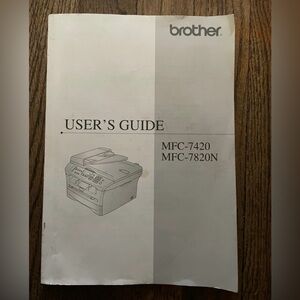 brother
USER'S GUIDE
MFC-7420
MFC-7820N